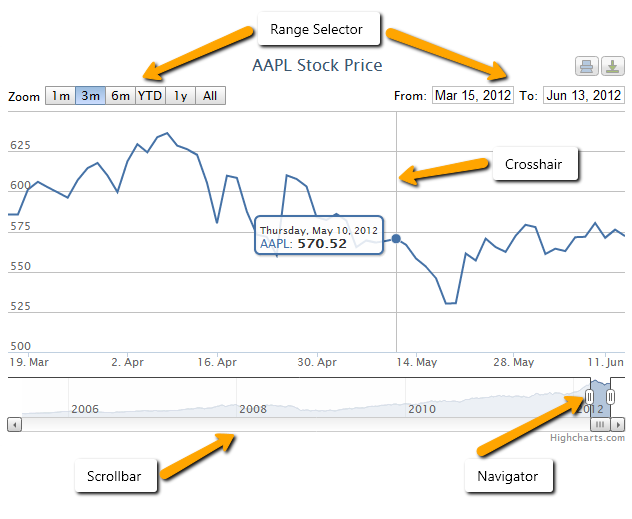 Range Selector
AAPL Stock Price
Zoom 1m 3m 6m YTD 1y All From: Mar 15, 2012 To: Jun 13, 2012
625
Crosshair
600
575
Thursday, May 10, 2012
AAPL: 570.52
550
525
500
19. Mar 2. Apr 16. Apr 30. Apr 14. May 28. May 11. Jun
2006 2008 2010 2012
Highcharts.com
Scrollbar Navigator